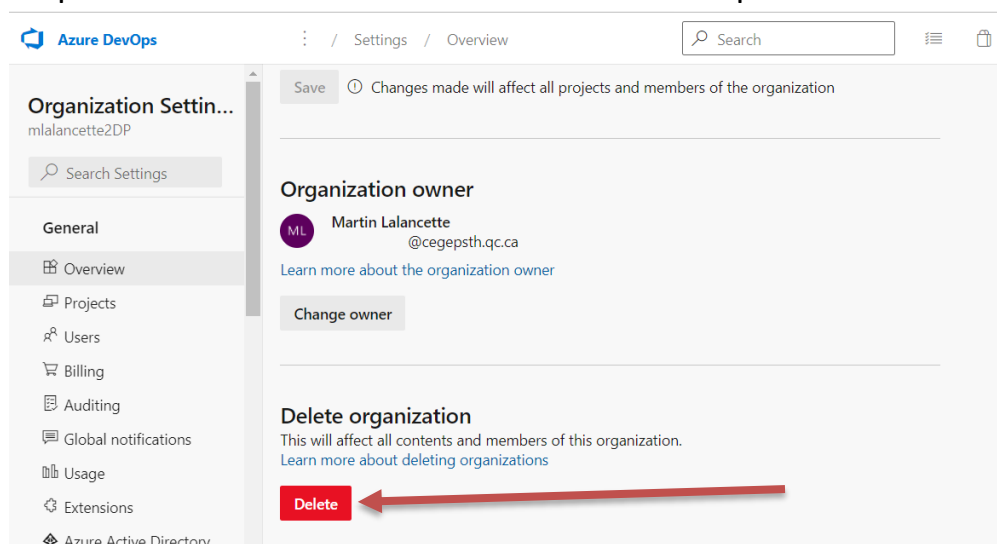 Azure DevOps
/ Settings / Overview
Search
Save
Changes made will affect all projects and members of the organization
Organization Settin...
mlalancette2DP
Search Settings
General
Overview
Projects
Users
Billing
Auditing
Global notifications
Usage
Extensions
Azure Active Directory
Organization owner
ML
Martin Lalancette
@cegepsth.qc.ca
Learn more about the organization owner
Change owner
Delete organization
This will affect all contents and members of this organization.
Learn more about deleting organizations
Delete